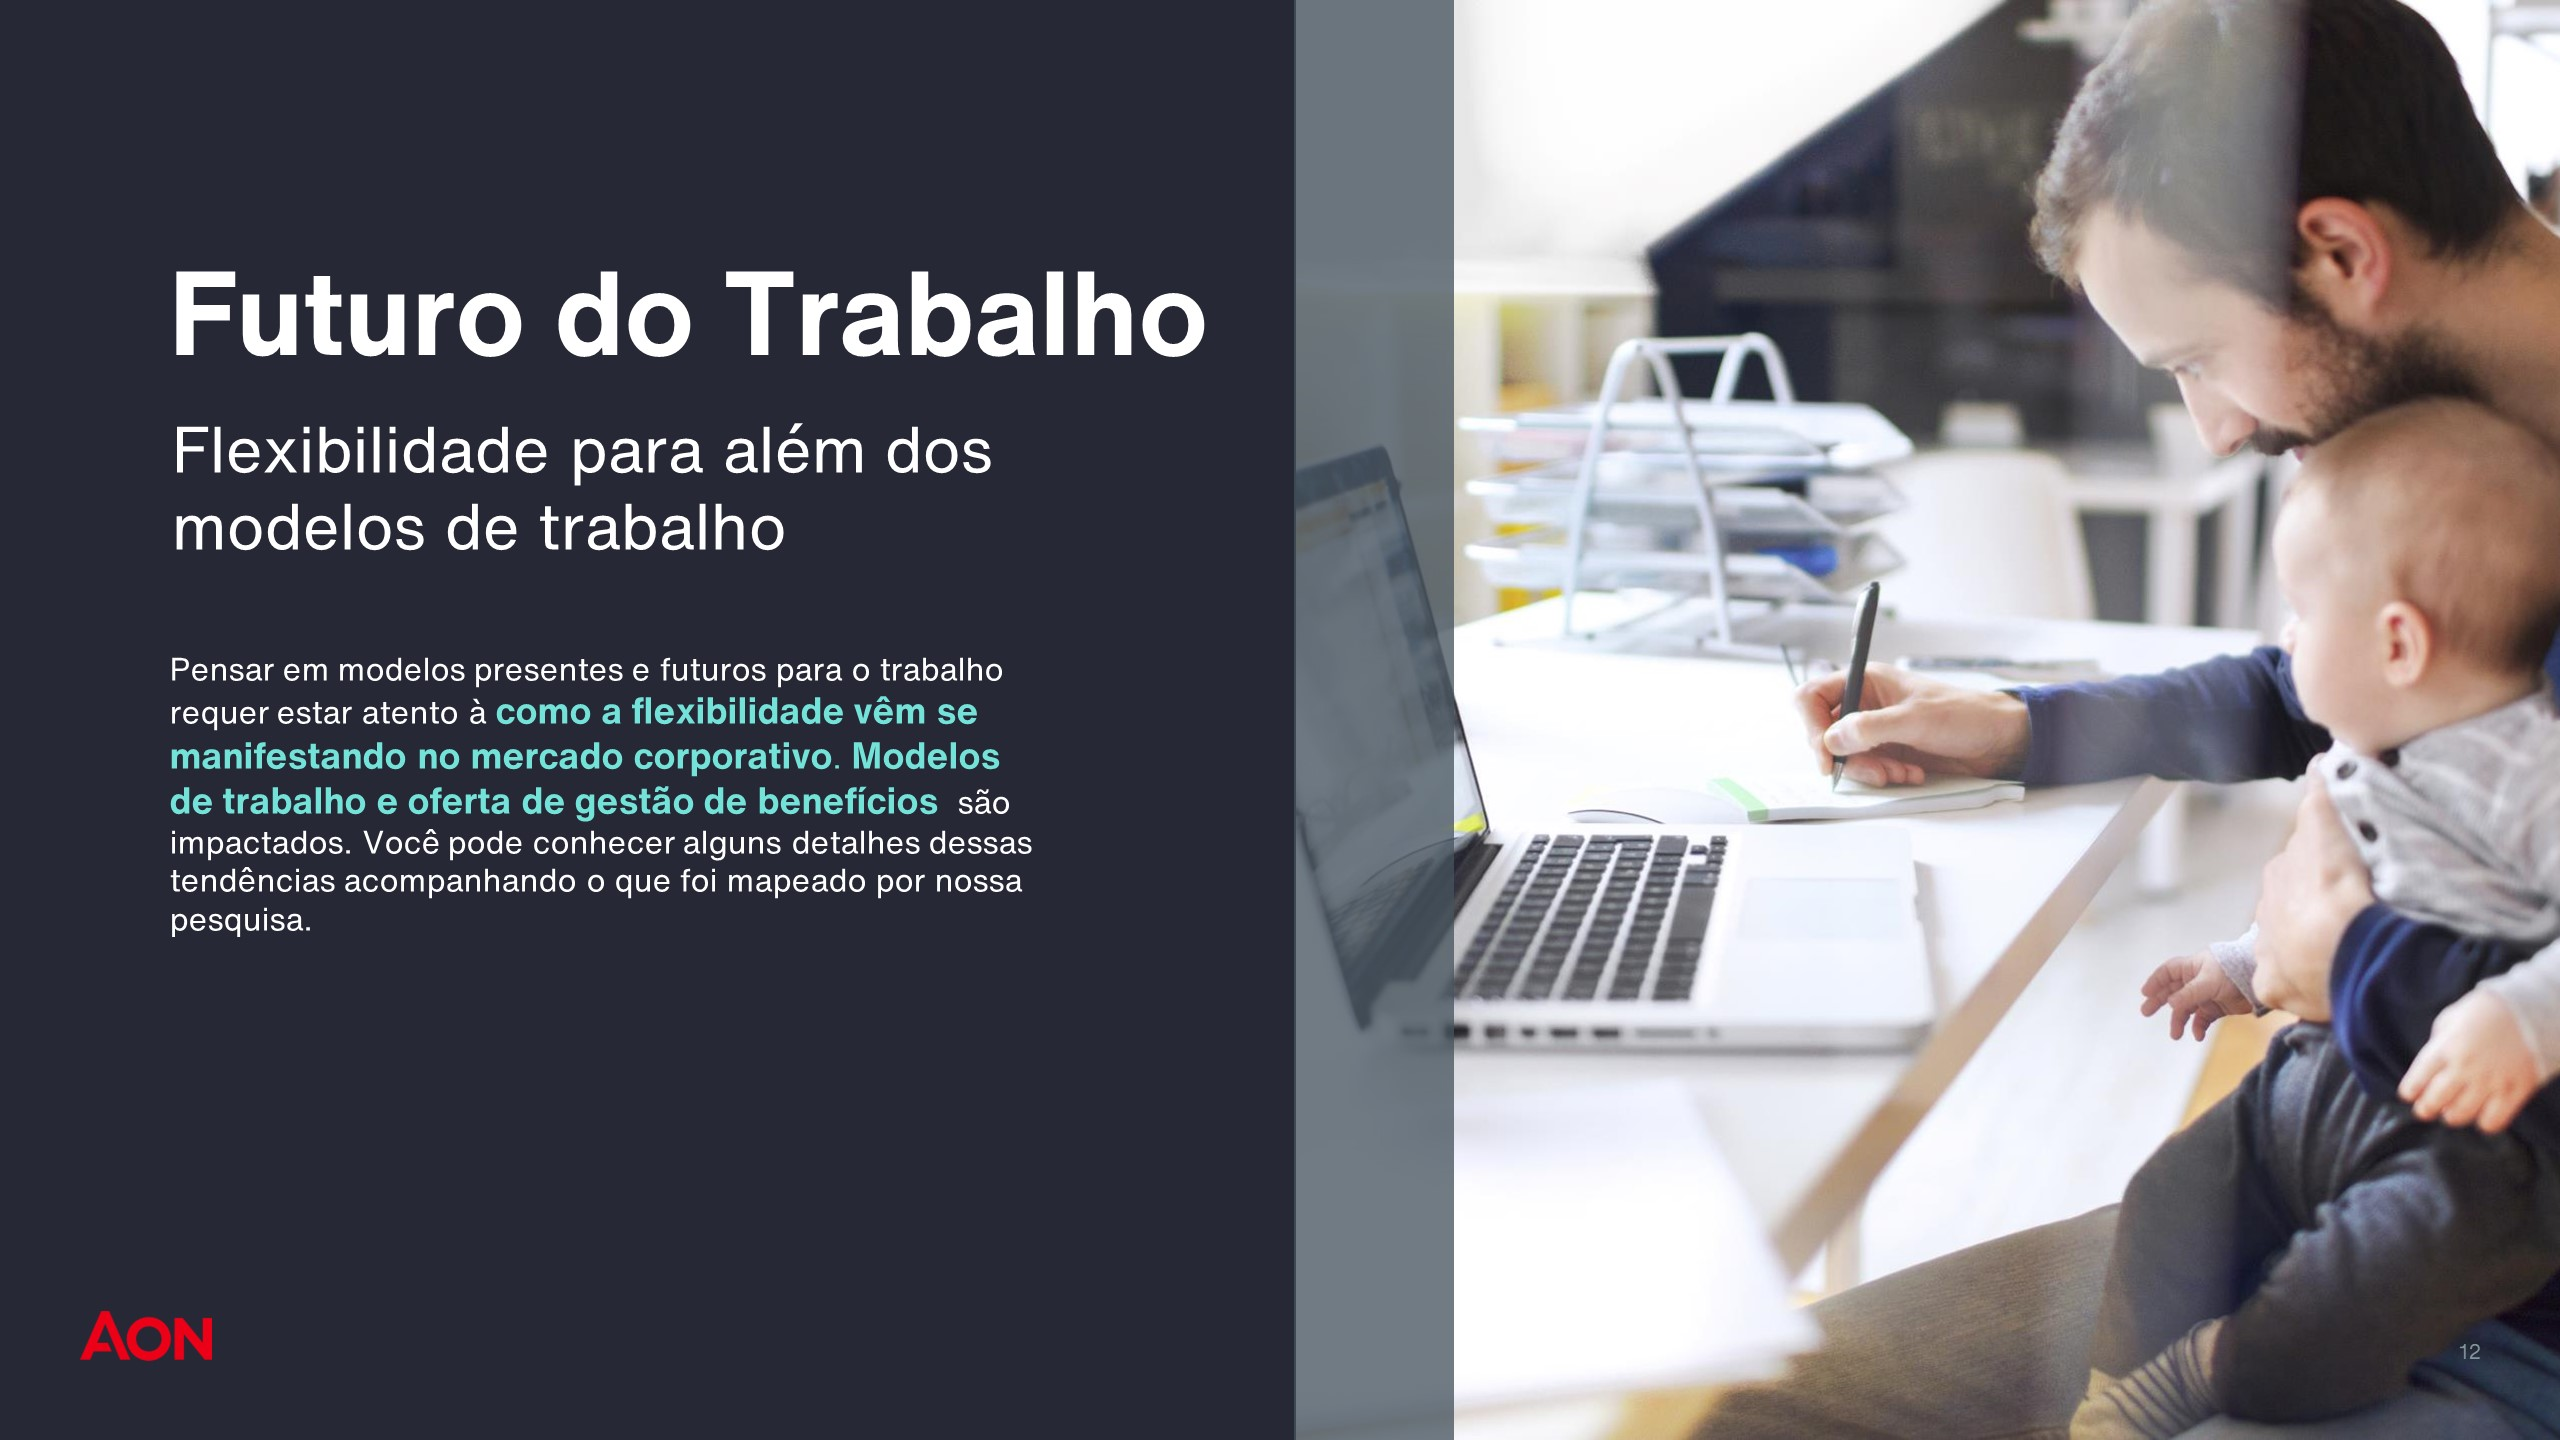 Futuro do Trabalho
Flexibilidade para além dos
modelos de trabalho
Pensar em modelos presentes e futuros para o trabalho
requer estar atento à como a flexibilidade vêm se
manifestando no mercado corporativo. Modelos
de trabalho e oferta de gestão de benefícios são
impactados. Você pode conhecer alguns detalhes dessas
tendências acompanhando o que foi mapeado por nossa
pesquisa.
AON
12